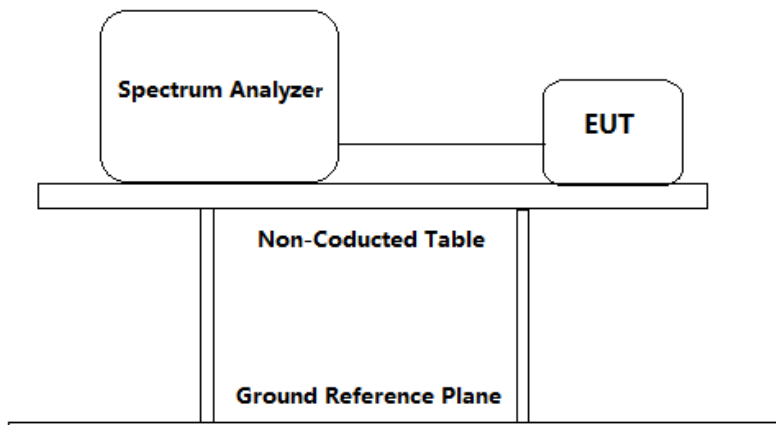 Spectrum Analyzer
EUT
Non-Coducted Table
Ground Reference Plane